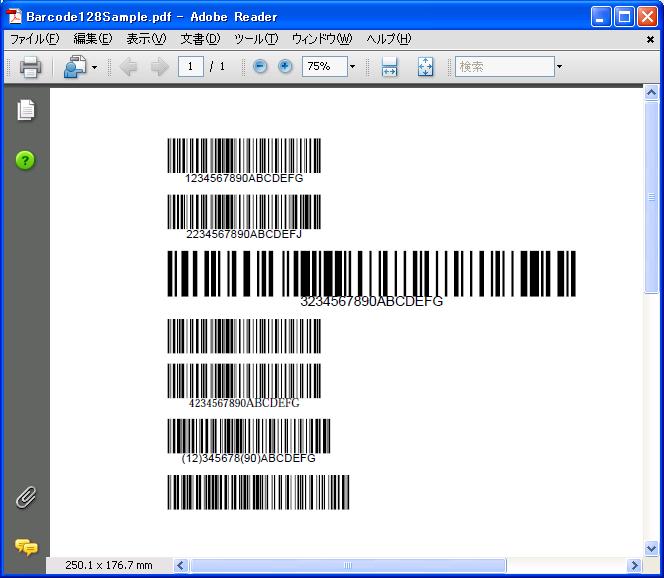 Barcode128Sample.pdf - Adobe Reader
ファイル(F) 編集(E) 表示(V) 文書(D) ツール(T) ウィンドウ(W) ヘルプ(H)
1 / 1 75% 検索
1234567890ABCDEFG
2234567890ABCDEFJ
3234567890ABCDEFG
4234567890ABCDEFG
(12)345678(90)ABCDEFG
250.1 x 176.7 mm